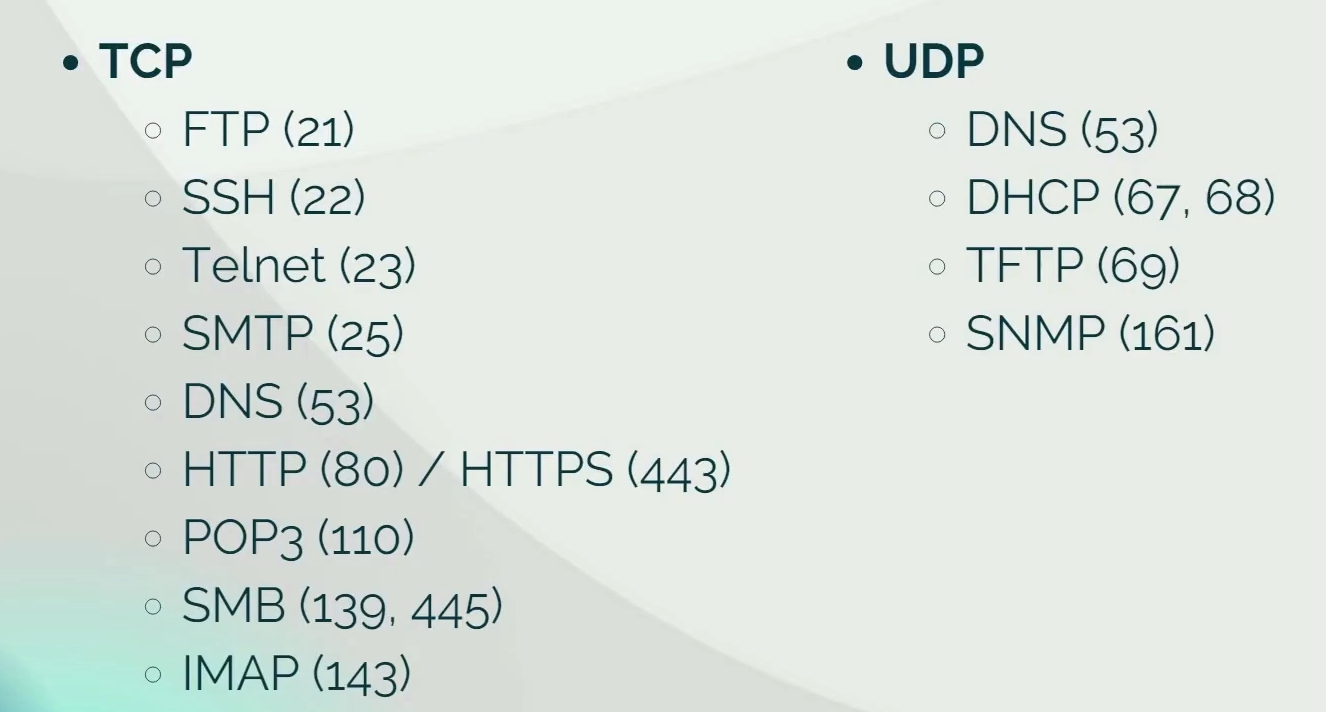 TCP
FTP (21)
SSH (22)
Telnet (23)
SMTP (25)
DNS (53)
HTTP (80) / HTTPS (443)
POP3 (110)
SMB (139, 445)
IMAP (143)
UDP
DNS (53)
DHCP (67, 68)
TFTP (69)
SNMP (161)